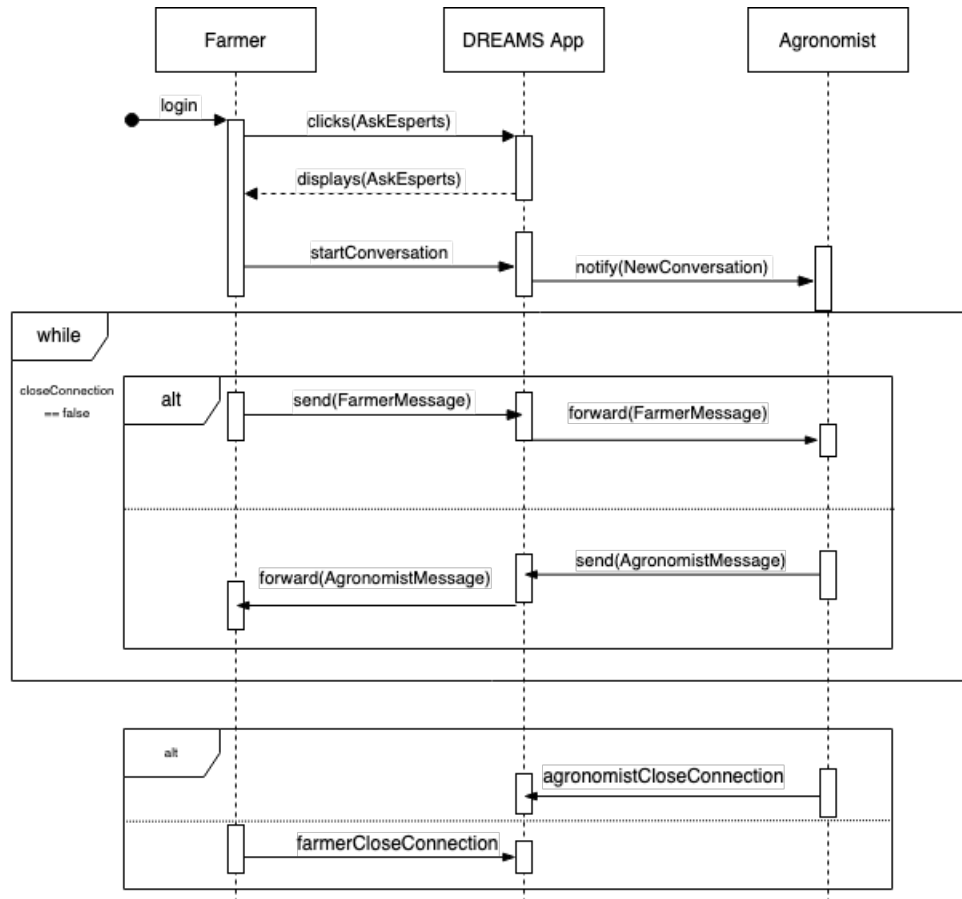 Farmer
DREAMS App
Agronomist
login
clicks(AskEsperts)
displays(AskEsperts)
startConversation
notify(NewConversation)
while
closeConnection
== false
alt
send(FarmerMessage)
forward(FarmerMessage)
send(AgronomistMessage)
forward(AgronomistMessage)
alt
agronomistCloseConnection
farmerCloseConnection